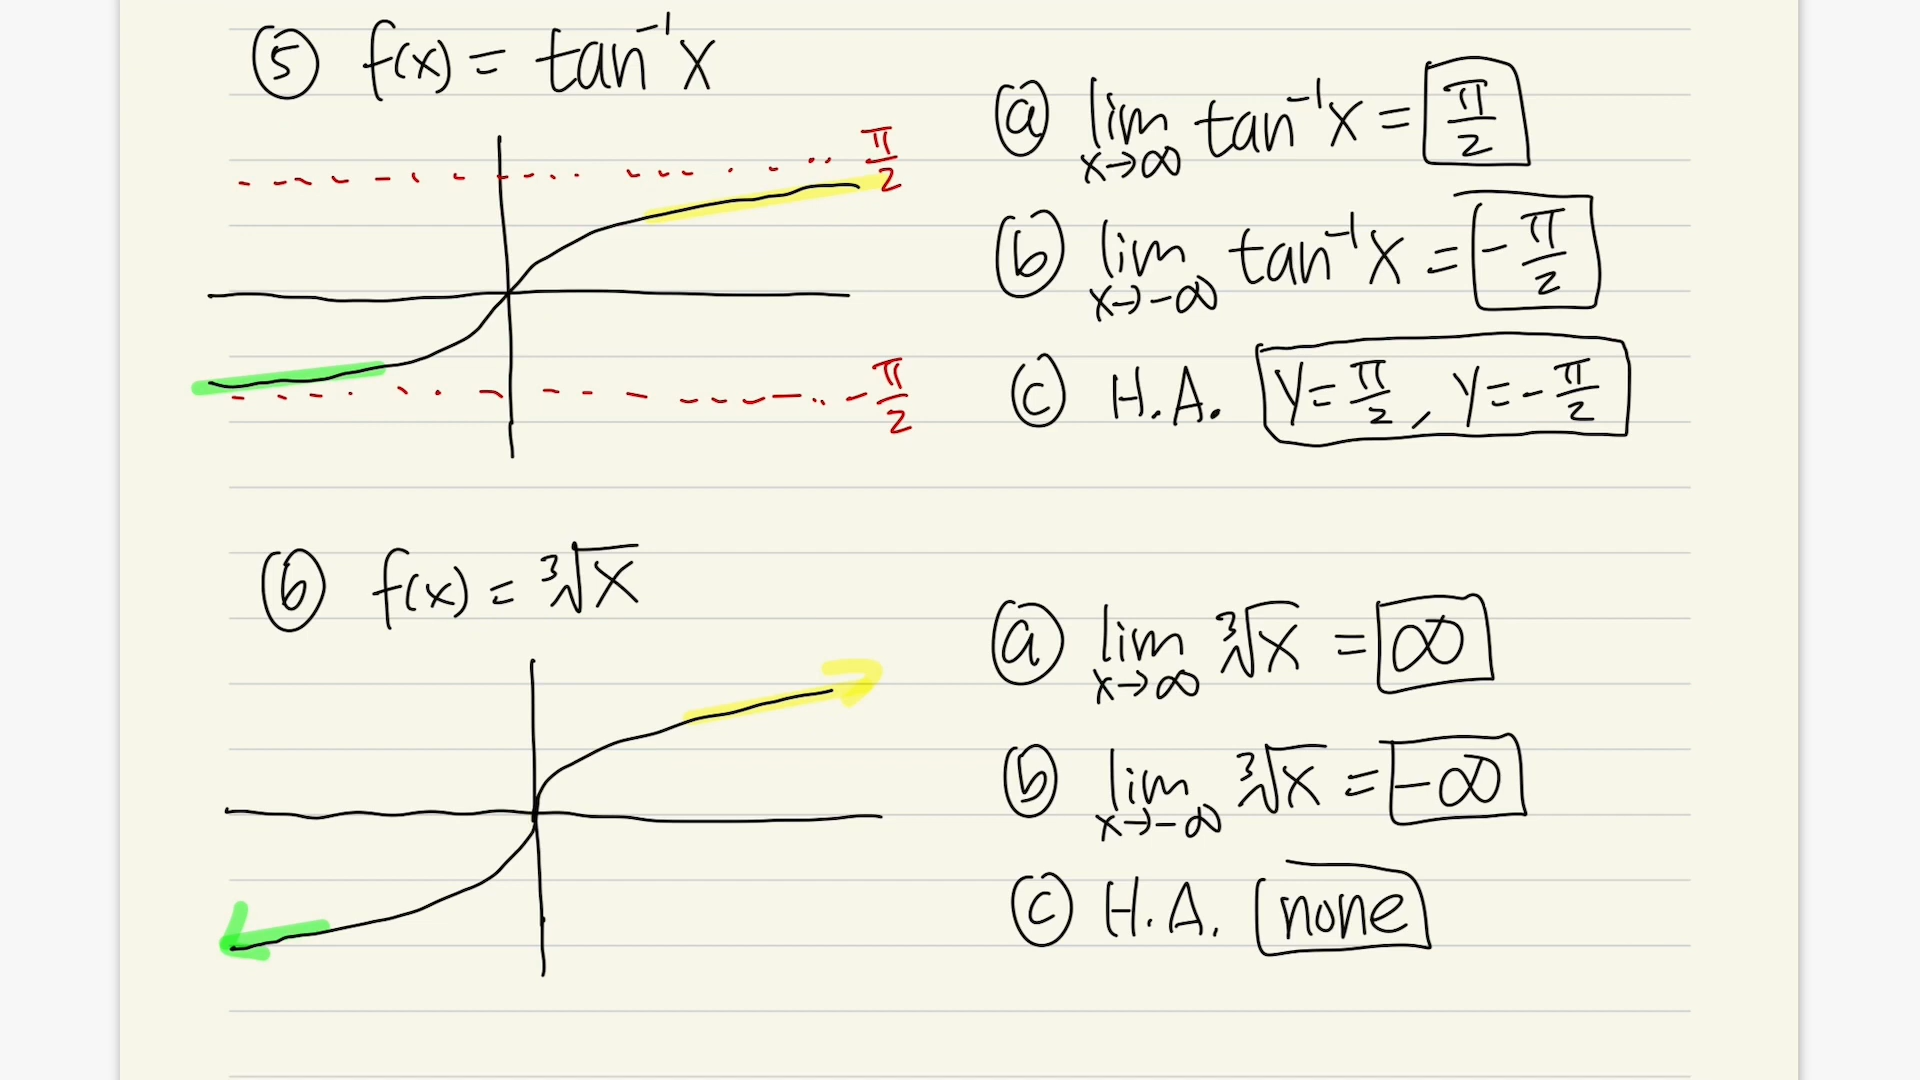 ⑤ f(x) = tan⁻¹x
π/2
-π/2
ⓐ lim x→∞ tan⁻¹x = π/2
ⓑ lim x→-∞ tan⁻¹x = -π/2
ⓒ H.A. y = π/2, y = -π/2
⑥ f(x) = ∛x
ⓐ lim x→∞ ∛x = ∞
ⓑ lim x→-∞ ∛x = -∞
ⓒ H.A. none